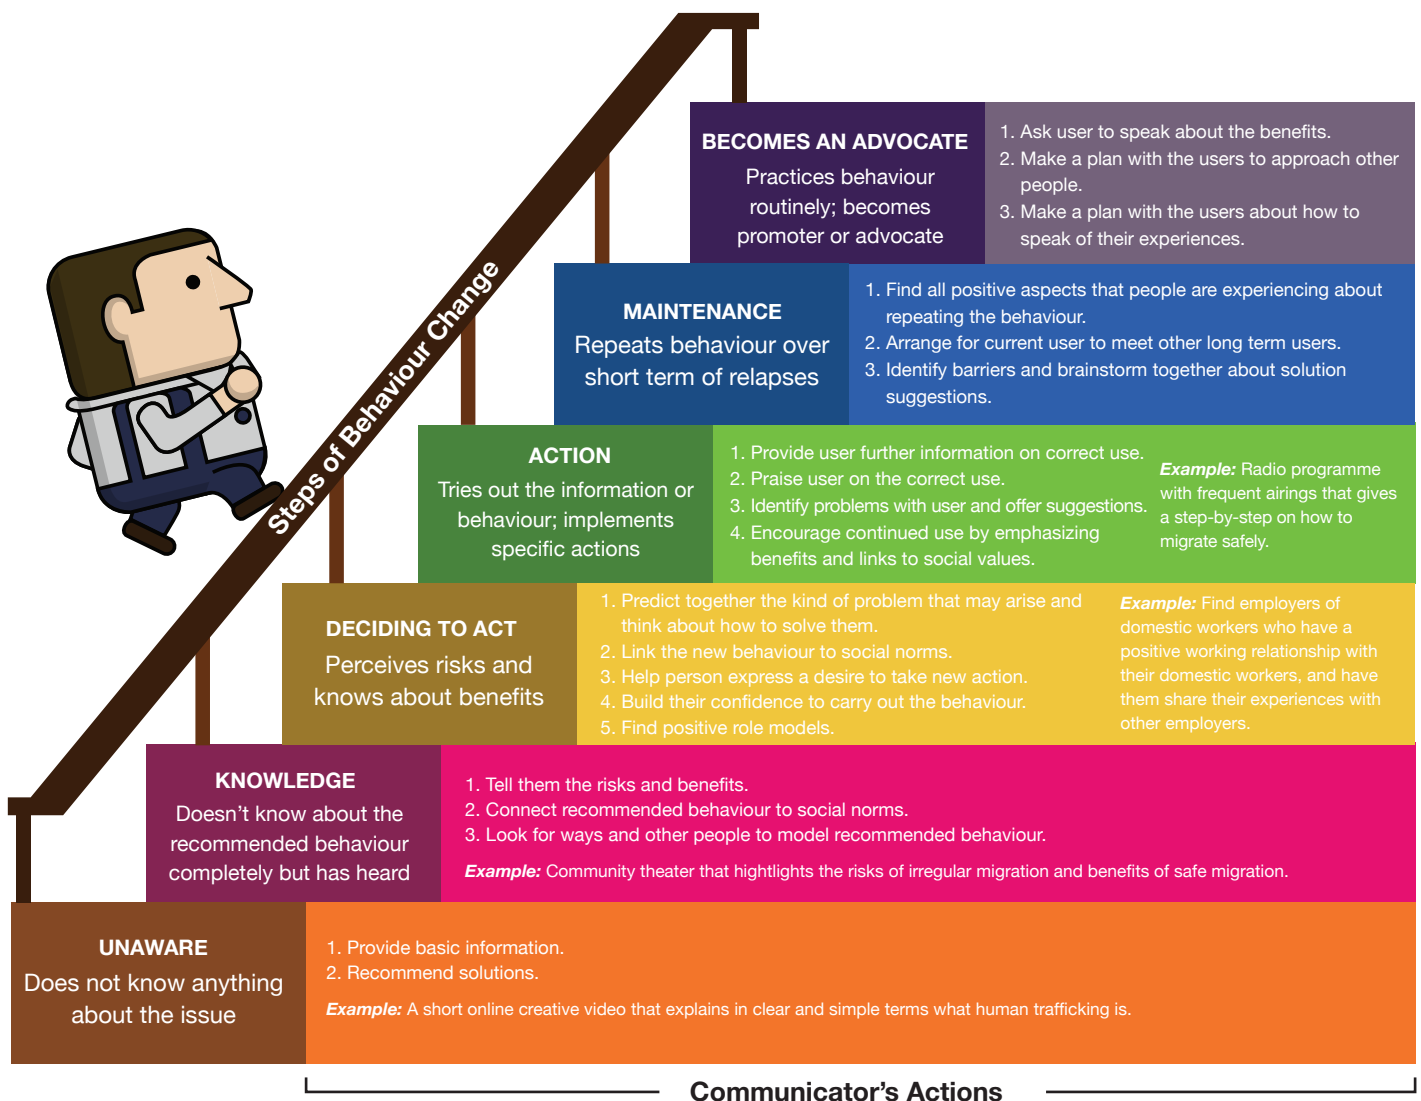 Steps of Behaviour Change
BECOMES AN ADVOCATE
Practices behaviour
routinely; becomes
promoter or advocate
1. Ask user to speak about the benefits.
2. Make a plan with the users to approach other
people.
3. Make a plan with the users about how to
speak of their experiences.
MAINTENANCE
Repeats behaviour over
short term of relapses
1. Find all positive aspects that people are experiencing about
repeating the behaviour.
2. Arrange for current user to meet other long term users.
3. Identify barriers and brainstorm together about solution
suggestions.
ACTION
Tries out the information or
behaviour; implements
specific actions
1. Provide user further information on correct use.
2. Praise user on the correct use.
3. Identify problems with user and offer suggestions.
4. Encourage continued use by emphasizing
benefits and links to social values.
Example: Radio programme
with frequent airings that gives
a step-by-step on how to
migrate safely.
DECIDING TO ACT
Perceives risks and
knows about benefits
1. Predict together the kind of problem that may arise and
think about how to solve them.
2. Link the new behaviour to social norms.
3. Help person express a desire to take new action.
4. Build their confidence to carry out the behaviour.
5. Find positive role models.
Example: Find employers of
domestic workers who have a
positive working relationship with
their domestic workers, and have
them share their experiences with
other employers.
KNOWLEDGE
Doesn't know about the
recommended behaviour
completely but has heard
1. Tell them the risks and benefits.
2. Connect recommended behaviour to social norms.
3. Look for ways and other people to model recommended behaviour.
Example: Community theater that hightlights the risks of irregular migration and benefits of safe migration.
UNAWARE
Does not know anything
about the issue
1. Provide basic information.
2. Recommend solutions.
Example: A short online creative video that explains in clear and simple terms what human trafficking is.
Communicator's Actions